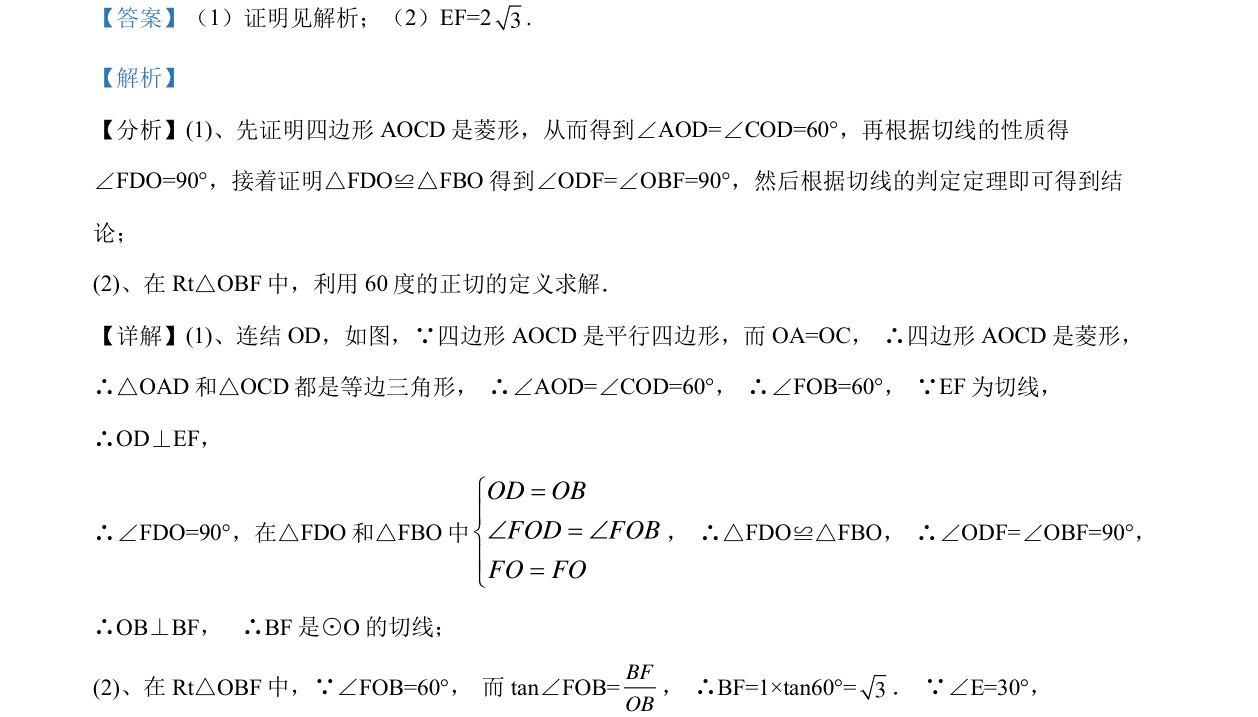 【答案】（1）证明见解析；（2）EF=2√3．
【解析】
【分析】(1)、先证明四边形 AOCD 是菱形，从而得到∠AOD=∠COD=60°，再根据切线的性质得
∠FDO=90°，接着证明△FDO≌△FBO 得到∠ODF=∠OBF=90°，然后根据切线的判定定理即可得到结
论；
(2)、在 Rt△OBF 中，利用 60 度的正切的定义求解．
【详解】(1)、连结 OD，如图，∵四边形 AOCD 是平行四边形，而 OA=OC， ∴四边形 AOCD 是菱形，
∴△OAD 和△OCD 都是等边三角形， ∴∠AOD=∠COD=60°， ∴∠FOB=60°， ∵EF 为切线，
∴OD⊥EF，
∴∠FDO=90°，在△FDO 和△FBO 中{OD=OB ∠FOD=∠FOB FO=FO， ∴△FDO≌△FBO， ∴∠ODF=∠OBF=90°，
∴OB⊥BF， ∴BF 是⊙O 的切线；
(2)、在 Rt△OBF 中，∵∠FOB=60°， 而 tan∠FOB=BF/OB， ∴BF=1×tan60°=√3． ∵∠E=30°，